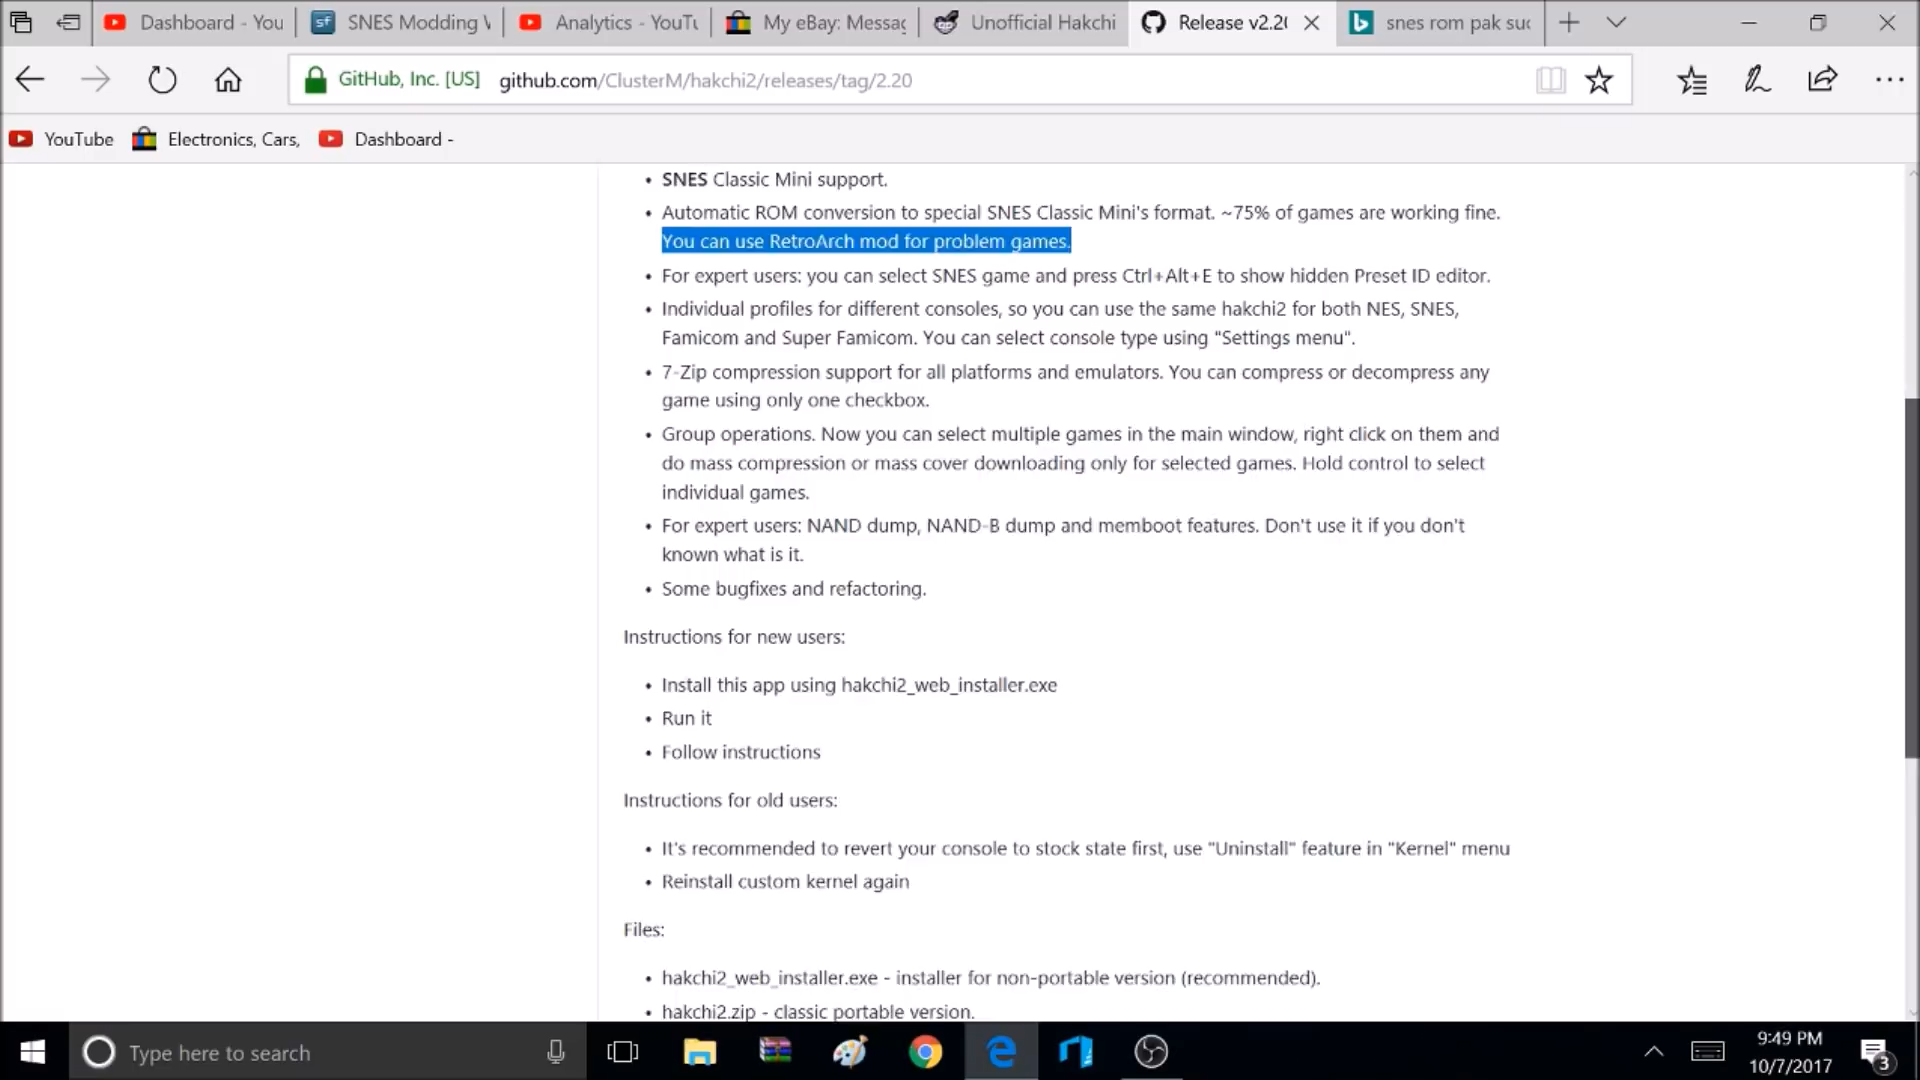 Dashboard - You
SNES Modding V
Analytics - YouTu
My eBay: Messag
Unofficial Hakchi
Release v2.20
snes rom pak suc
GitHub, Inc. [US]
github.com/ClusterM/hakchi2/releases/tag/2.20
YouTube
Electronics, Cars,
Dashboard -
• SNES Classic Mini support.
• Automatic ROM conversion to special SNES Classic Mini's format. ~75% of games are working fine.
You can use RetroArch mod for problem games.
• For expert users: you can select SNES game and press Ctrl+Alt+E to show hidden Preset ID editor.
• Individual profiles for different consoles, so you can use the same hakchi2 for both NES, SNES,
Famicom and Super Famicom. You can select console type using "Settings menu".
• 7-Zip compression support for all platforms and emulators. You can compress or decompress any
game using only one checkbox.
• Group operations. Now you can select multiple games in the main window, right click on them and
do mass compression or mass cover downloading only for selected games. Hold control to select
individual games.
• For expert users: NAND dump, NAND-B dump and memboot features. Don't use it if you don't
known what is it.
• Some bugfixes and refactoring.
Instructions for new users:
• Install this app using hakchi2_web_installer.exe
• Run it
• Follow instructions
Instructions for old users:
• It's recommended to revert your console to stock state first, use "Uninstall" feature in "Kernel" menu
• Reinstall custom kernel again
Files:
• hakchi2_web_installer.exe - installer for non-portable version (recommended).
• hakchi2.zip - classic portable version.
Type here to search
9:49 PM
10/7/2017
3